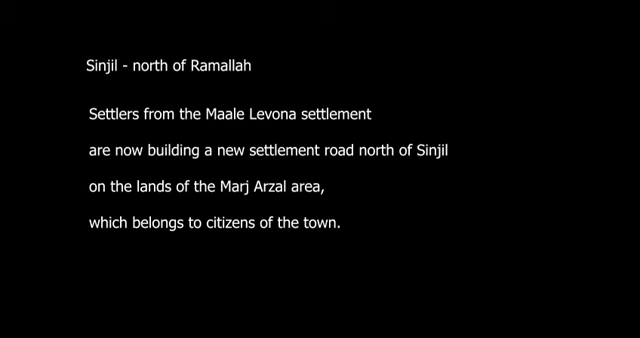 Sinjil - north of Ramallah
Settlers from the Maale Levona settlement
are now building a new settlement road north of Sinjil
on the lands of the Marj Arzal area,
which belongs to citizens of the town.